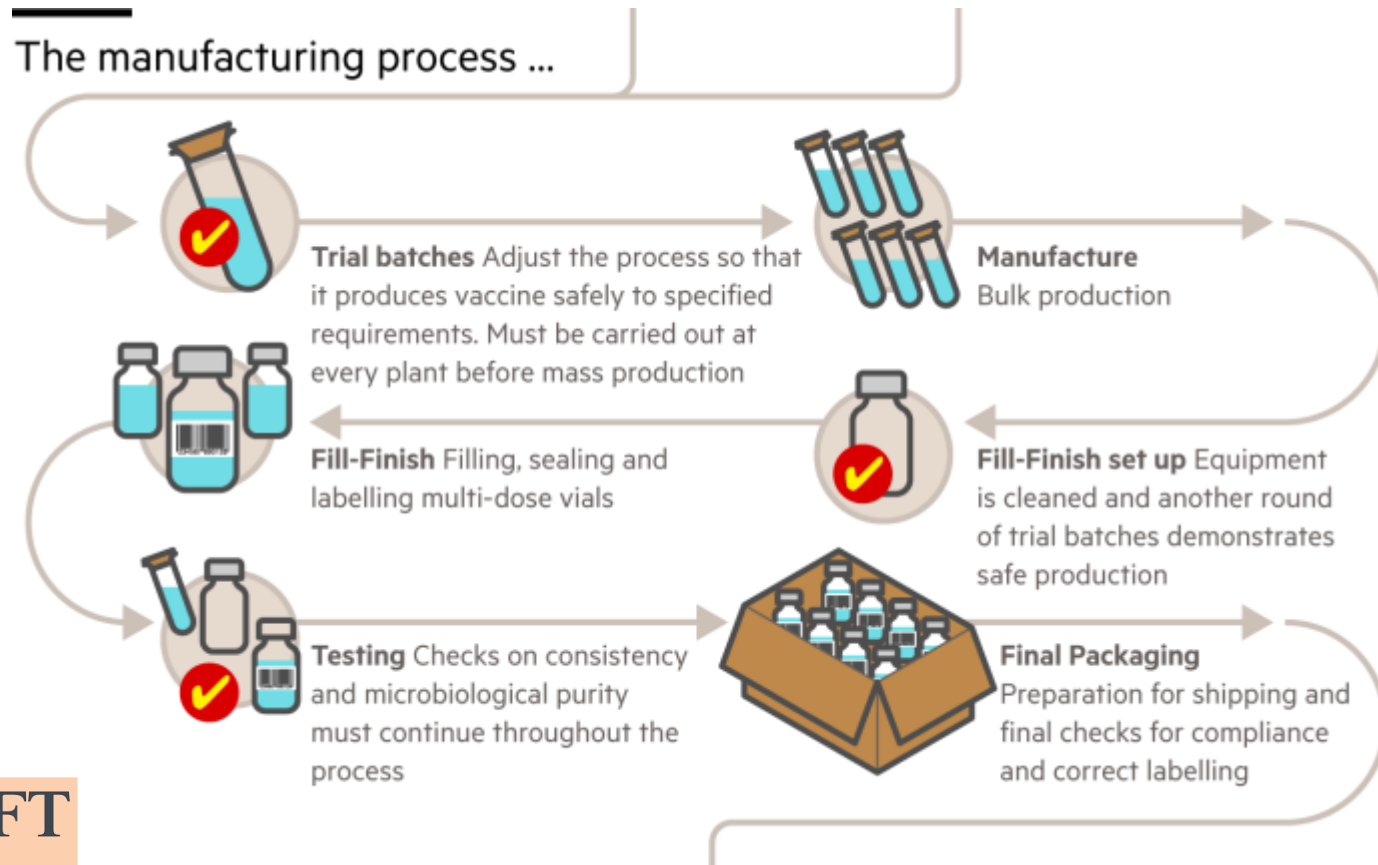 The manufacturing process ...
Trial batches Adjust the process so that
it produces vaccine safely to specified
requirements. Must be carried out at
every plant before mass production
Manufacture
Bulk production
Fill-Finish set up Equipment
is cleaned and another round
of trial batches demonstrates
safe production
Fill-Finish Filling, sealing and
labelling multi-dose vials
Testing Checks on consistency
and microbiological purity
must continue throughout the
process
Final Packaging
Preparation for shipping and
final checks for compliance
and correct labelling
FT